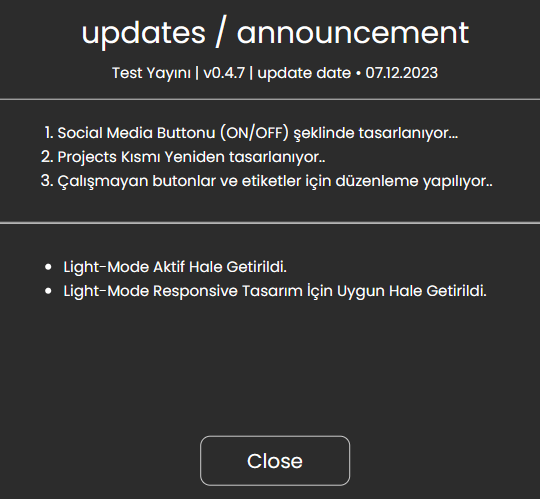 updates / announcement
Test Yayını | v0.4.7 | update date • 07.12.2023
1. Social Media Buttonu (ON/OFF) şeklinde tasarlanıyor...
2. Projects Kısmı Yeniden tasarlanıyor..
3. Çalışmayan butonlar ve etiketler için düzenleme yapılıyor..
• Light-Mode Aktif Hale Getirildi.
• Light-Mode Responsive Tasarım İçin Uygun Hale Getirildi.
Close